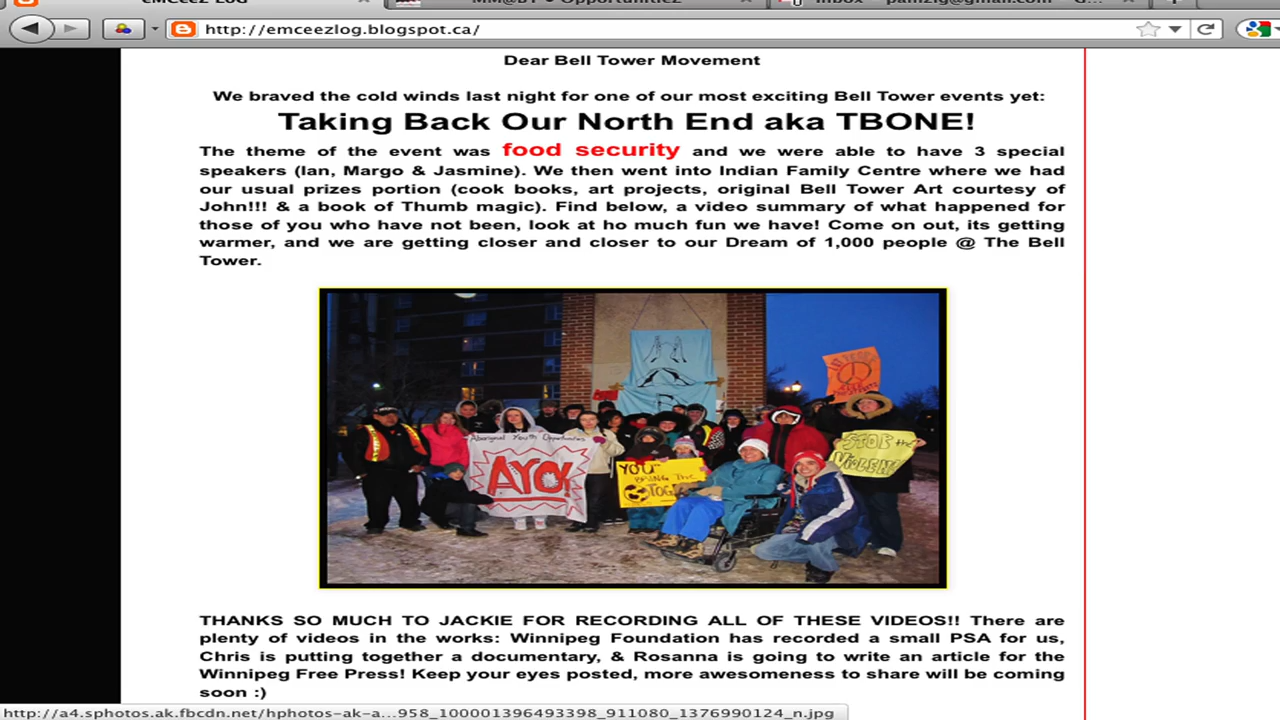 http://emceezlog.blogspot.ca/
Dear Bell Tower Movement
We braved the cold winds last night for one of our most exciting Bell Tower events yet:
Taking Back Our North End aka TBONE!
The theme of the event was food security and we were able to have 3 special
speakers (Ian, Margo & Jasmine). We then went into Indian Family Centre where we had
our usual prizes portion (cook books, art projects, original Bell Tower Art courtesy of
John!!! & a book of Thumb magic). Find below, a video summary of what happened for
those of you who have not been, look at ho much fun we have! Come on out, its getting
warmer, and we are getting closer and closer to our Dream of 1,000 people @ The Bell
Tower.
Aboriginal Youth Opportunities
AYO!
YOU
BRING THE
STOP the
VIOLENCE
THANKS SO MUCH TO JACKIE FOR RECORDING ALL OF THESE VIDEOS!! There are
plenty of videos in the works: Winnipeg Foundation has recorded a small PSA for us,
Chris is putting together a documentary, & Rosanna is going to write an article for the
Winnipeg Free Press! Keep your eyes posted, more awesomeness to share will be coming
soon :)
http://a4.sphotos.ak.fbcdn.net/hphotos-ak-a...958_100001396493398_911080_1376990124_n.jpg